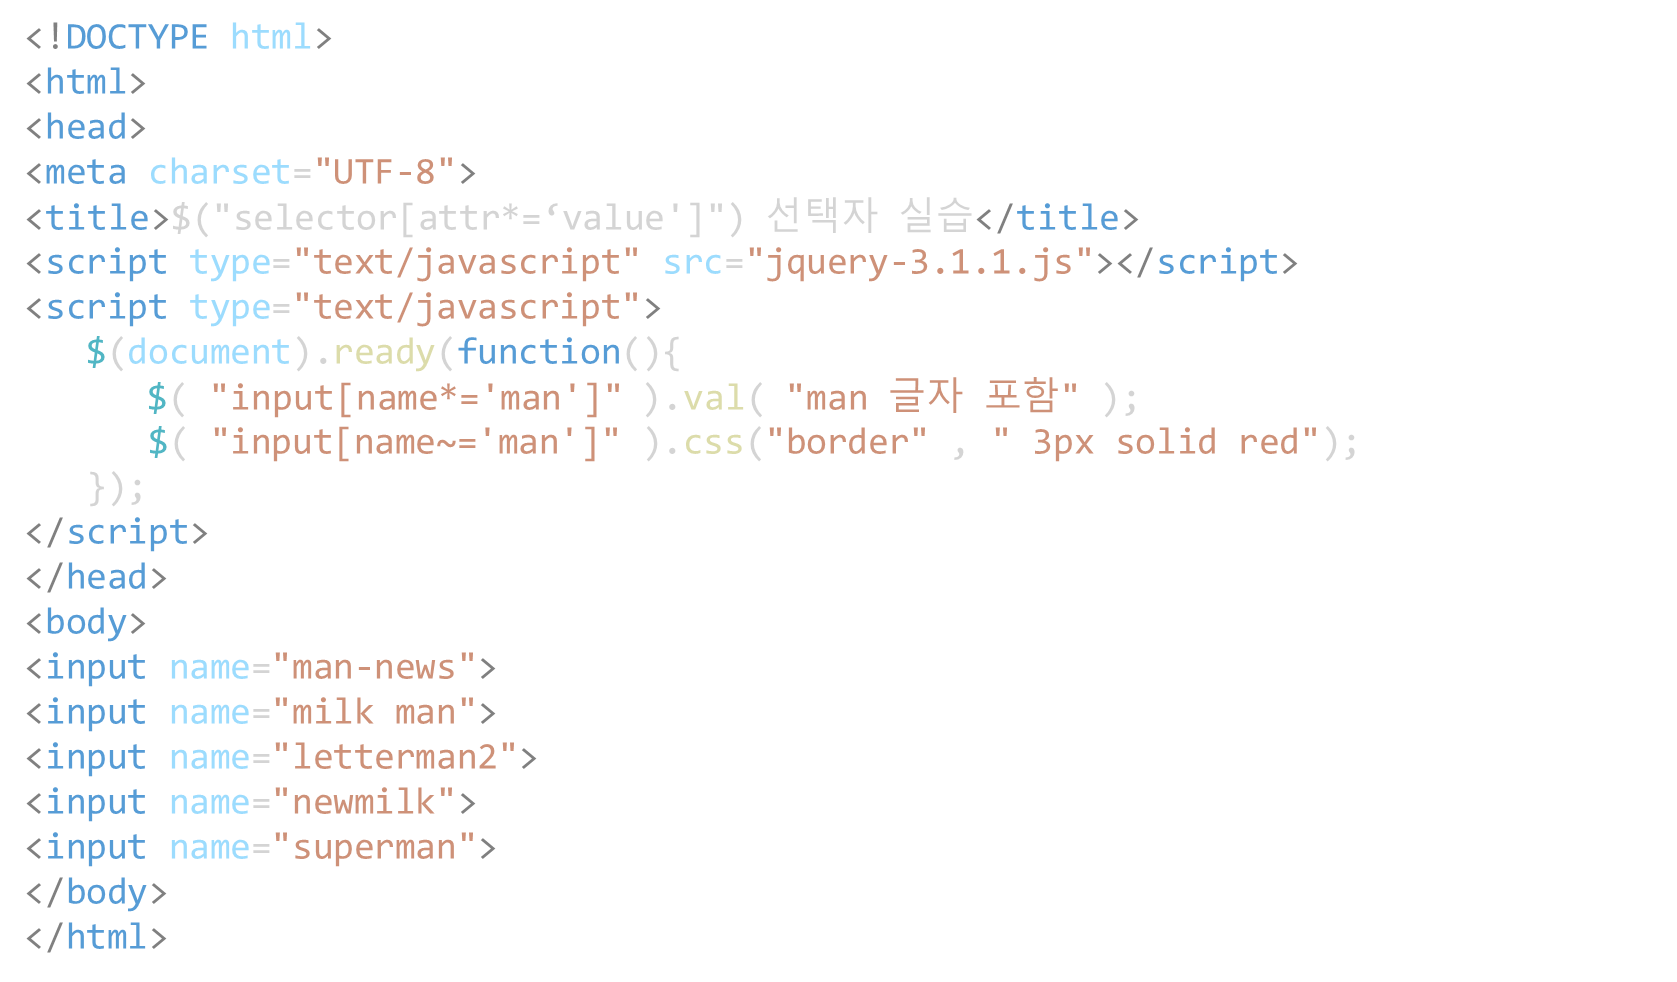 <!DOCTYPE html>
<html>
<head>
<meta charset="UTF-8">
<title>$("selector[attr*=‘value']") 선택자 실습</title>
<script type="text/javascript" src="jquery-3.1.1.js"></script>
<script type="text/javascript">
   $(document).ready(function(){
      $( "input[name*='man']" ).val( "man 글자 포함" );
      $( "input[name~='man']" ).css("border" , " 3px solid red");
   });
</script>
</head>
<body>
<input name="man-news">
<input name="milk man">
<input name="letterman2">
<input name="newmilk">
<input name="superman">
</body>
</html>